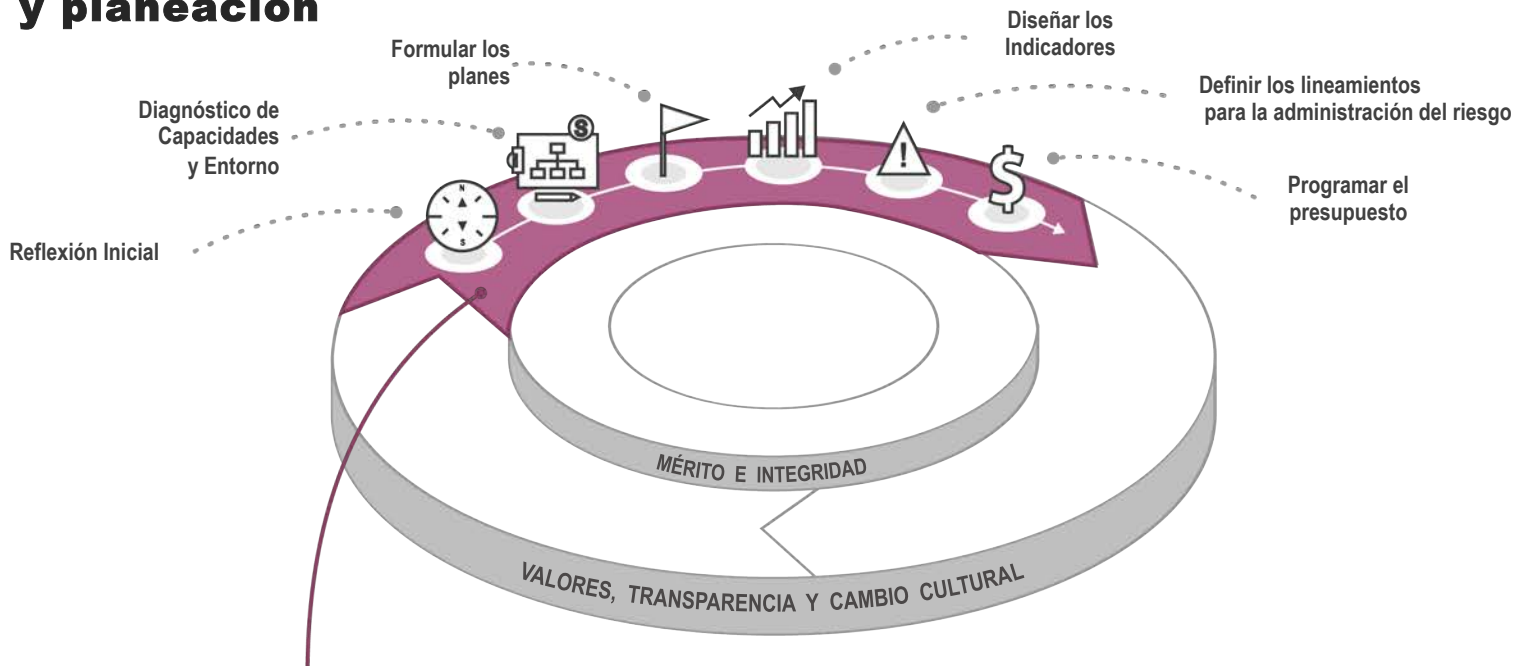 y planeación
Reflexión Inicial
Diagnóstico de
Capacidades
y Entorno
Formular los
planes
Diseñar los
Indicadores
Definir los lineamientos
para la administración del riesgo
Programar el
presupuesto
N
S
$
!
$
MÉRITO E INTEGRIDAD
VALORES, TRANSPARENCIA Y CAMBIO CULTURAL